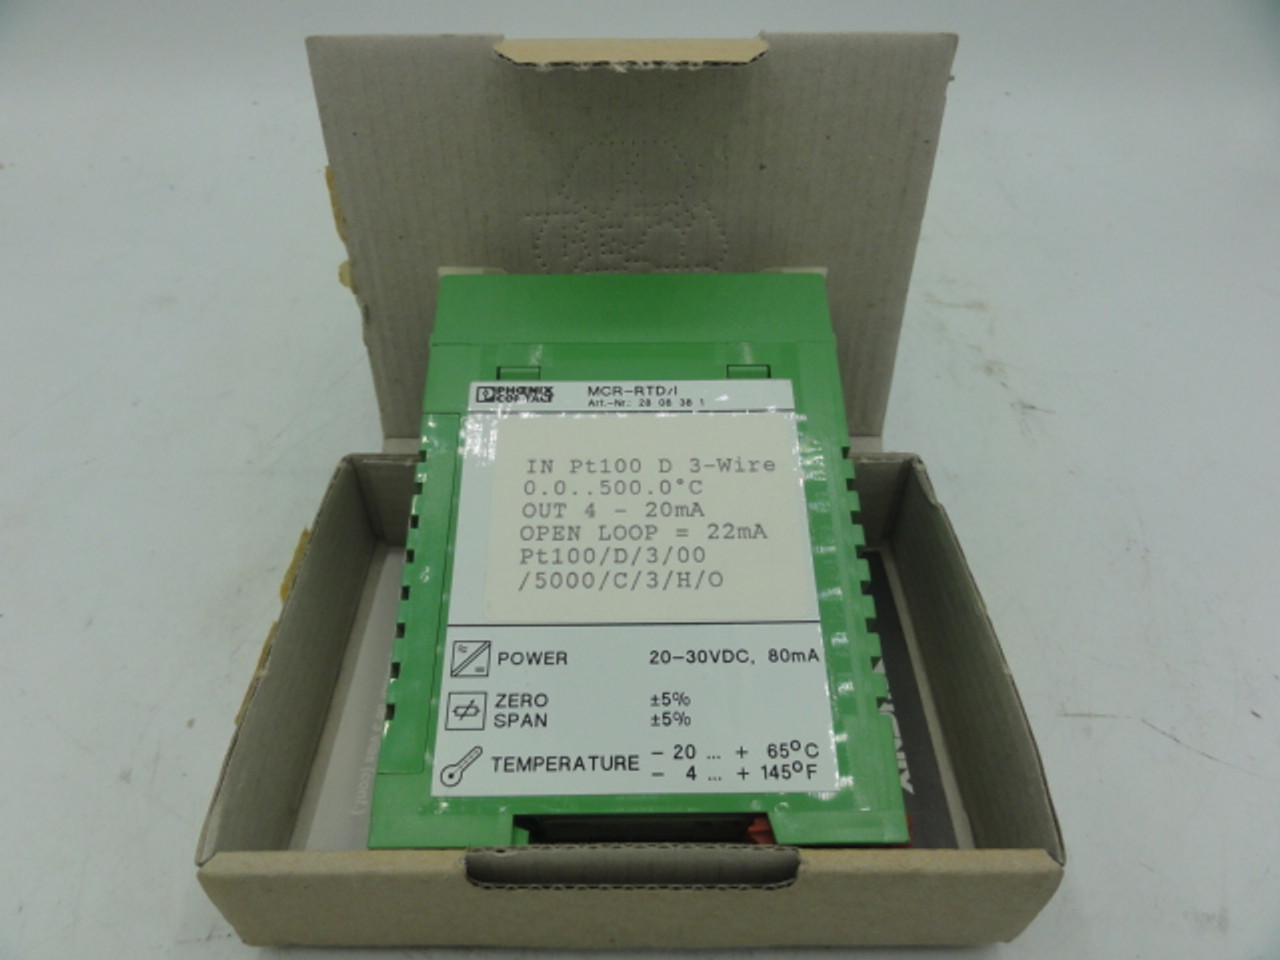 PHŒNIX
CONTACT
MCR-RTD/I
Art.-Nr.: 28 08 38 1
IN Pt100 D 3-Wire
0.0..500.0°C
OUT 4 - 20mA
OPEN LOOP = 22mA
Pt100/D/3/00
/5000/C/3/H/O
POWER 20-30VDC, 80mA
ZERO ±5%
SPAN ±5%
TEMPERATURE - 20 ... + 65°C
- 4 ... + 145°F